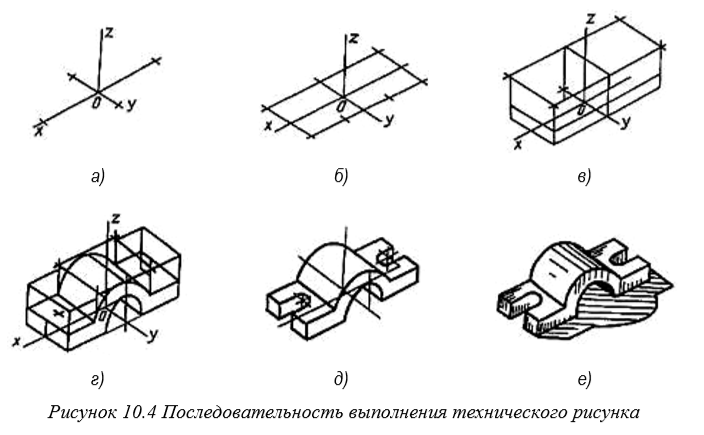 z
x
0
y
z
x
0
y
z
x
0
y
а)
б)
в)
z
x
0
y
г)
д)
е)
Рисунок 10.4 Последовательность выполнения технического рисунка